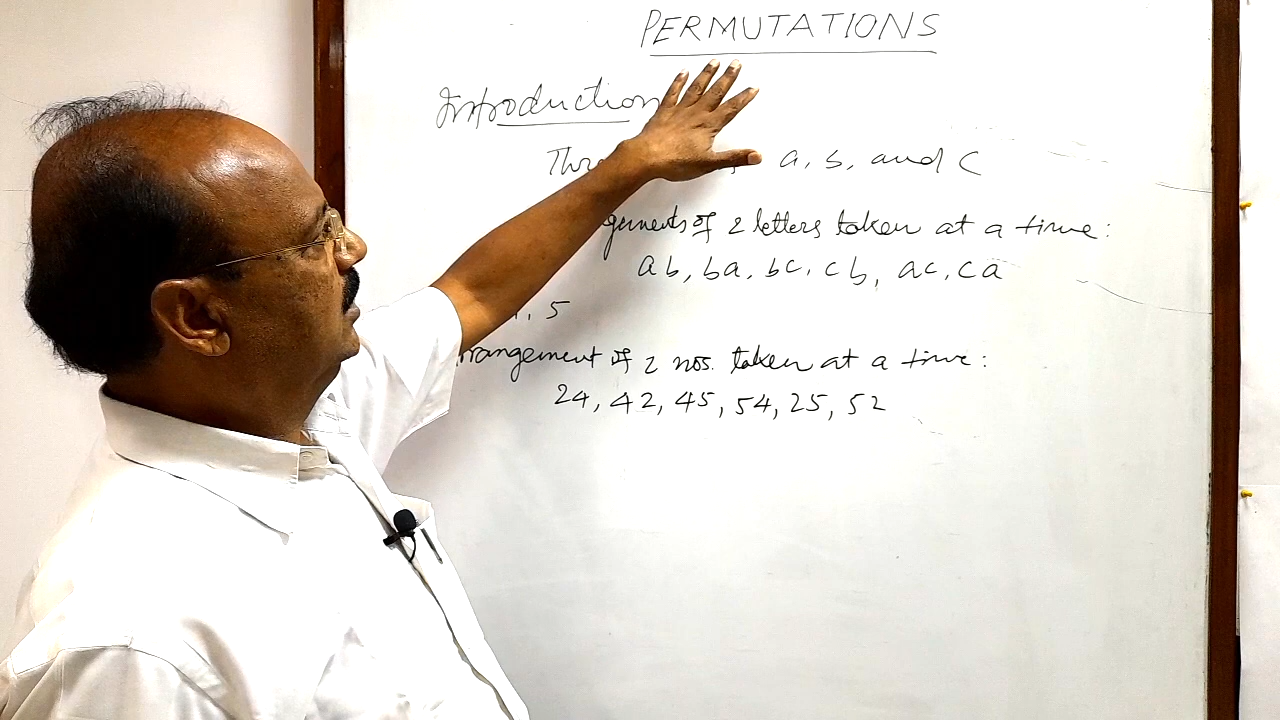 PERMUTATIONS
Introduction
a, b, and c
of 2 letters taken at a time:
ab, ba, bc, cb, ac, ca
, 5
of 2 nos. taken at a time:
24, 42, 45, 54, 25, 52